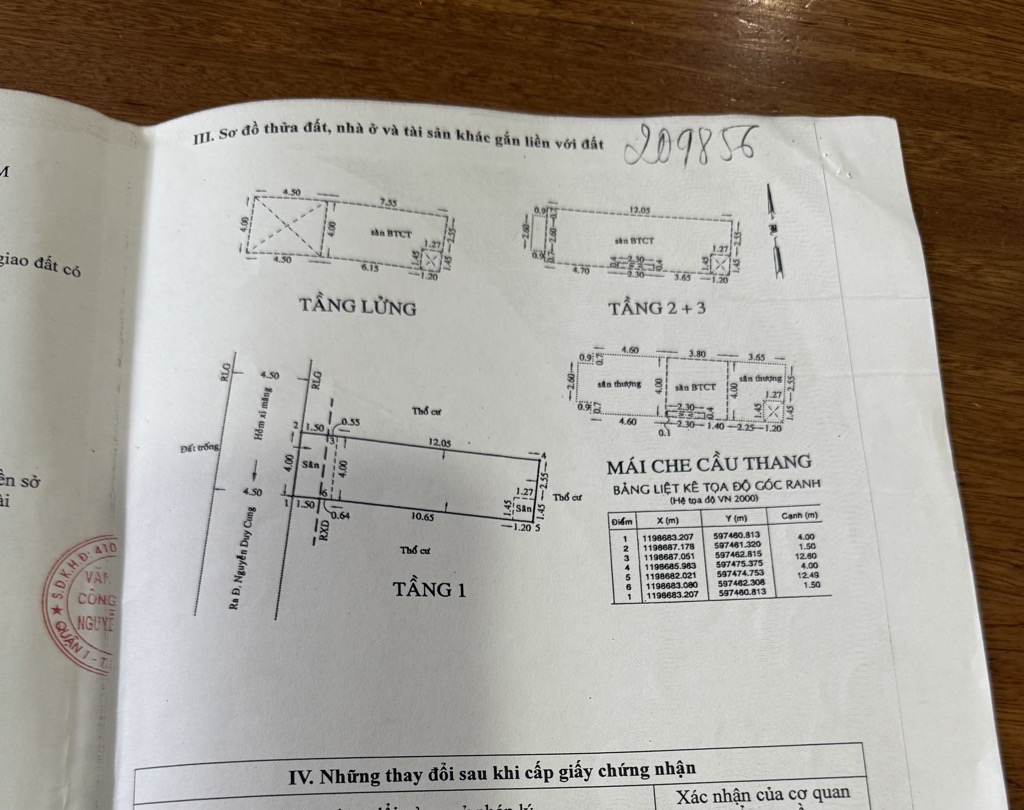 III. Sơ đồ thửa đất, nhà ở và tài sản khác gắn liền với đất
209856
4.50
7.55
4.00
4.00
sàn BTCT
2.55
1.27
1.45
1.45
4.50
6.15
1.20
TẦNG LỬNG
0.9
12.05
2.60
2.60
sàn BTCT
2.55
1.27
1.45
1.45
0.9
0.7
4.70
2.30
2.30
3.65
1.20
TẦNG 2 + 3
4.60
3.80
3.65
0.9
0.7
2.60
sân thượng
4.00
sàn BTCT
4.00
sân thượng
2.55
1.27
1.45
1.45
0.9
0.7
4.60
2.30
0.4
2.30
1.40
2.25
1.20
0.1
MÁI CHE CẦU THANG
RLG
4.50
Hẻm xi măng
RLG
Đất trống
4.50
Ra Đ. Nguyễn Duy Cung
2
1.50
3
0.55
Thổ cư
12.05
4
4.00
Sân
4.00
2.55
1.27
Sân
1.45
1.45
Thổ cư
1
1.50
6
0.64
RXD
10.65
1.20
5
Thổ cư
TẦNG 1
BẢNG LIỆT KÊ TỌA ĐỘ GÓC RANH
(Hệ tọa độ VN 2000)
Điểm X (m) Y (m) Cạnh (m)
1 1198683.207 597460.813 4.00
2 1198687.178 597461.320 1.50
3 1198687.051 597462.815 12.60
4 1198685.983 597475.375 4.00
5 1198682.021 597474.753 12.49
6 1198683.080 597462.308 1.50
1 1198683.207 597460.813
IV. Những thay đổi sau khi cấp giấy chứng nhận
Xác nhận của cơ quan
giao đất có
S.Đ.K.H.Đ: 410
VĂN
CÔNG
NGUYỄ
QUẬN 1 - T